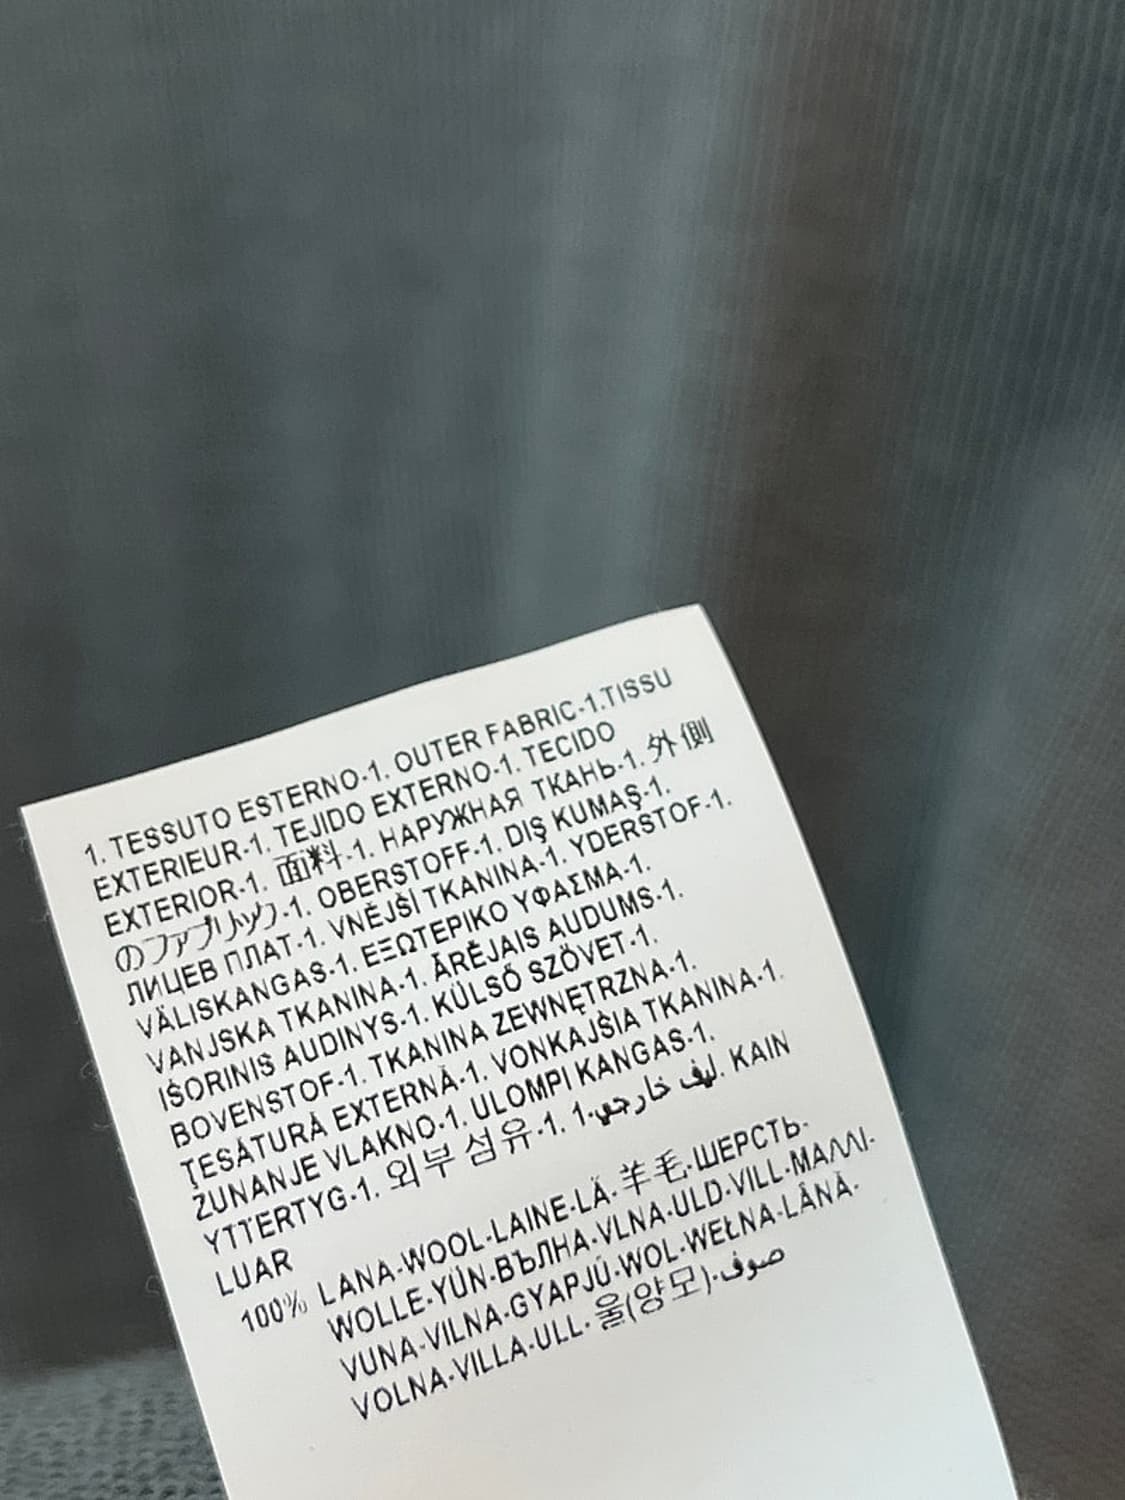 1. TESSUTO ESTERNO-1. OUTER FABRIC-1.TISSU
EXTERIEUR-1. TEJIDO EXTERNO-1. TECIDO
EXTERIOR-1. 面料-1. НАРУЖНАЯ ТКАНЬ-1. 外側
のファブリック-1. OBERSTOFF-1. DIŞ KUMAŞ-1.
ЛИЦЕВ ПЛАТ-1. VNĚJŠÍ TKANINA-1. YDERSTOF-1.
VÄLISKANGAS-1. ΕΞΩΤΕΡΙΚΟ ΥΦΑΣΜΑ-1.
VANJSKA TKANINA-1. ĀRĒJAIS AUDUMS-1.
IŠORINIS AUDINYS-1. KÜLSŐ SZÖVET-1.
BOVENSTOF-1. TKANINA ZEWNĘTRZNA-1.
ŢESĂTURĂ EXTERNĂ-1. VONKAJŠIA TKANINA-1.
ZUNANJE VLAKNO-1. ULOMPI KANGAS-1.
YTTERTYG-1. 외부 섬유-1. 1-ليف خارجي. KAIN
LUAR
100% LANA-WOOL-LAINE-LÃ-羊毛-ШЕРСТЬ-
WOLLE-YÜN-ВЪЛНА-VLNA-ULD-VILL-ΜΑΛΛΙ-
VUNA-VILNA-GYAPJÚ-WOL-WEŁNA-LÂNĂ-
VOLNA-VILLA-ULL-울(양모)-صوف